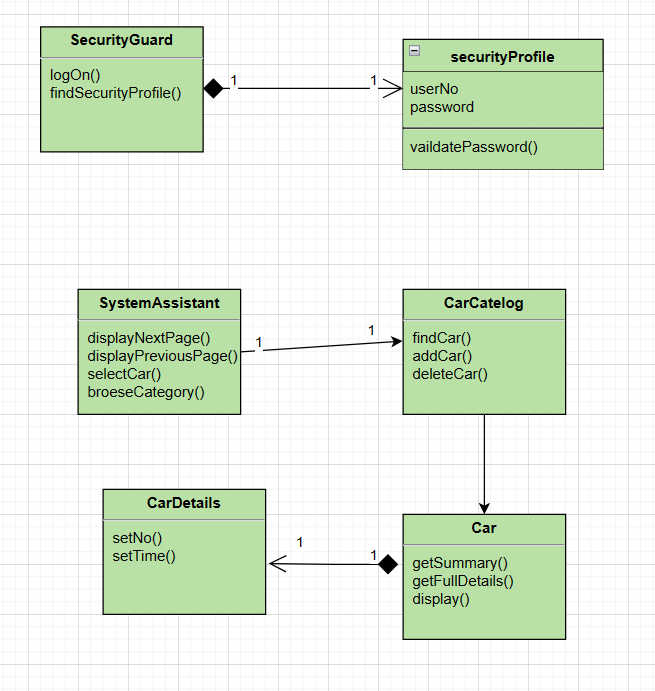 SecurityGuard
logOn()
findSecurityProfile()
1
1
securityProfile
userNo
password
vaildatePassword()
SystemAssistant
displayNextPage()
displayPreviousPage()
selectCar()
broeseCategory()
1
1
CarCatelog
findCar()
addCar()
deleteCar()
CarDetails
setNo()
setTime()
1
1
Car
getSummary()
getFullDetails()
display()